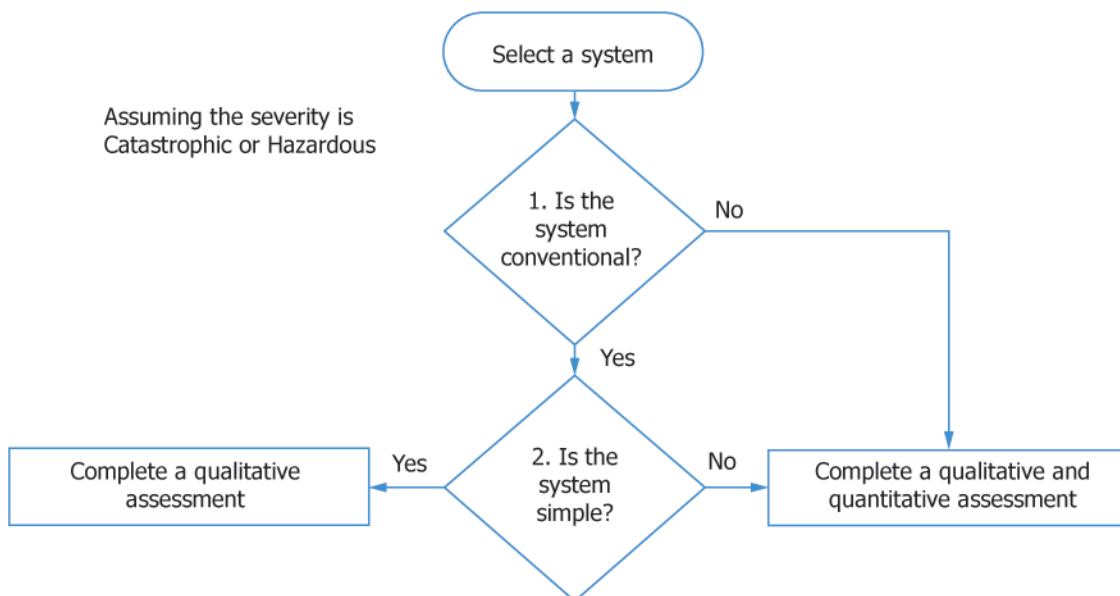 Select a system
Assuming the severity is
Catastrophic or Hazardous
1. Is the
system
conventional?
No
Yes
2. Is the
system
simple?
Yes
No
Complete a qualitative
assessment
Complete a qualitative and
quantitative assessment